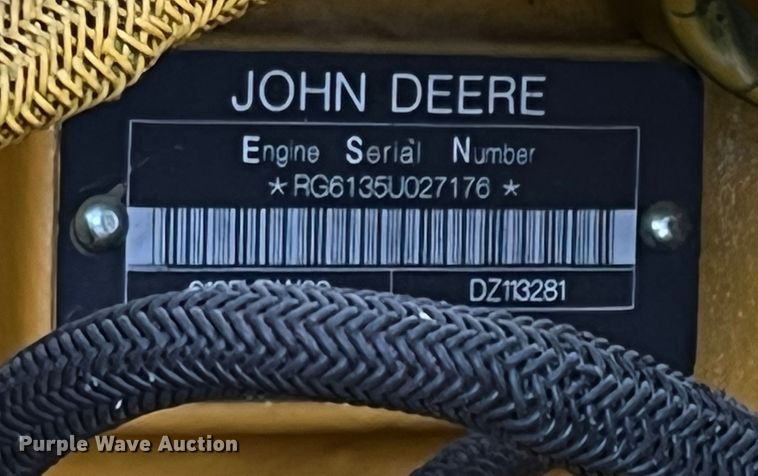 JOHN DEERE
Engine Serial Number
*RG6135U027176*
DZ113281
Purple Wave Auction